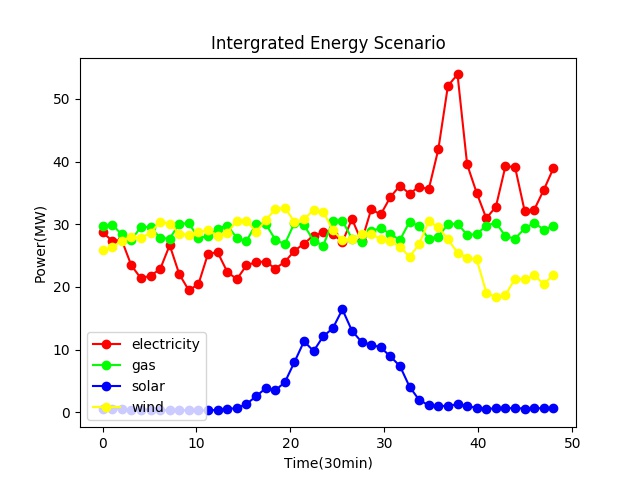 Intergrated Energy Scenario
Power(MW)
50
40
30
20
10
0
electricity
gas
solar
wind
0 10 20 30 40 50
Time(30min)